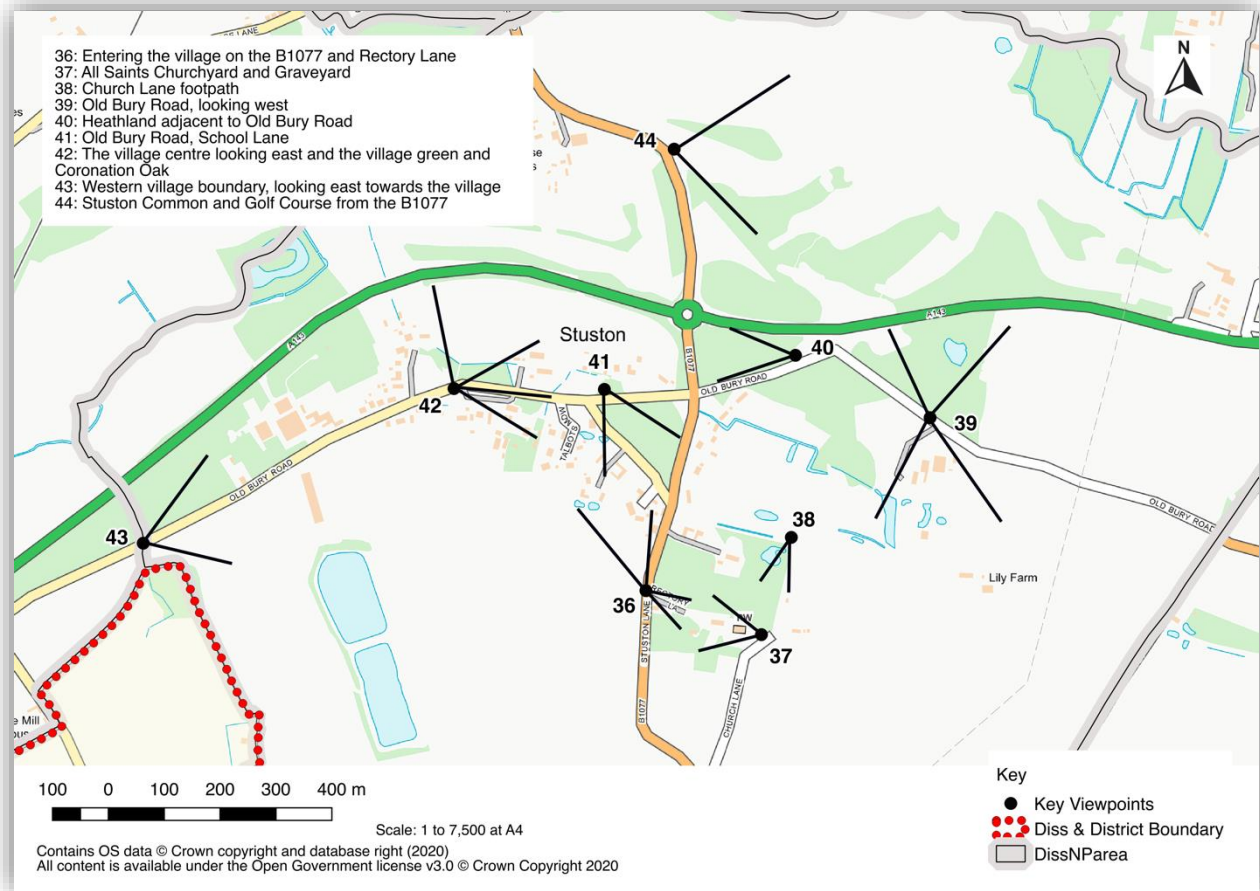 36: Entering the village on the B1077 and Rectory Lane
37: All Saints Churchyard and Graveyard
38: Church Lane footpath
39: Old Bury Road, looking west
40: Heathland adjacent to Old Bury Road
41: Old Bury Road, School Lane
42: The village centre looking east and the village green and
Coronation Oak
43: Western village boundary, looking east towards the village
44: Stuston Common and Golf Course from the B1077
N
44
A143
A143
Stuston
41
40
B1077
OLD BURY ROAD
42
39
TALBOTS MDW
OLD BURY ROAD
OLD BURY ROAD
43
38
Lily Farm
36
RECTORY
LA
STUSTON LANE
37
CHURCH LANE
B1077
e Mill
100 0 100 200 300 400 m
Scale: 1 to 7,500 at A4
Contains OS data © Crown copyright and database right (2020)
All content is available under the Open Government license v3.0 © Crown Copyright 2020
Key
Key Viewpoints
Diss & District Boundary
DissNParea